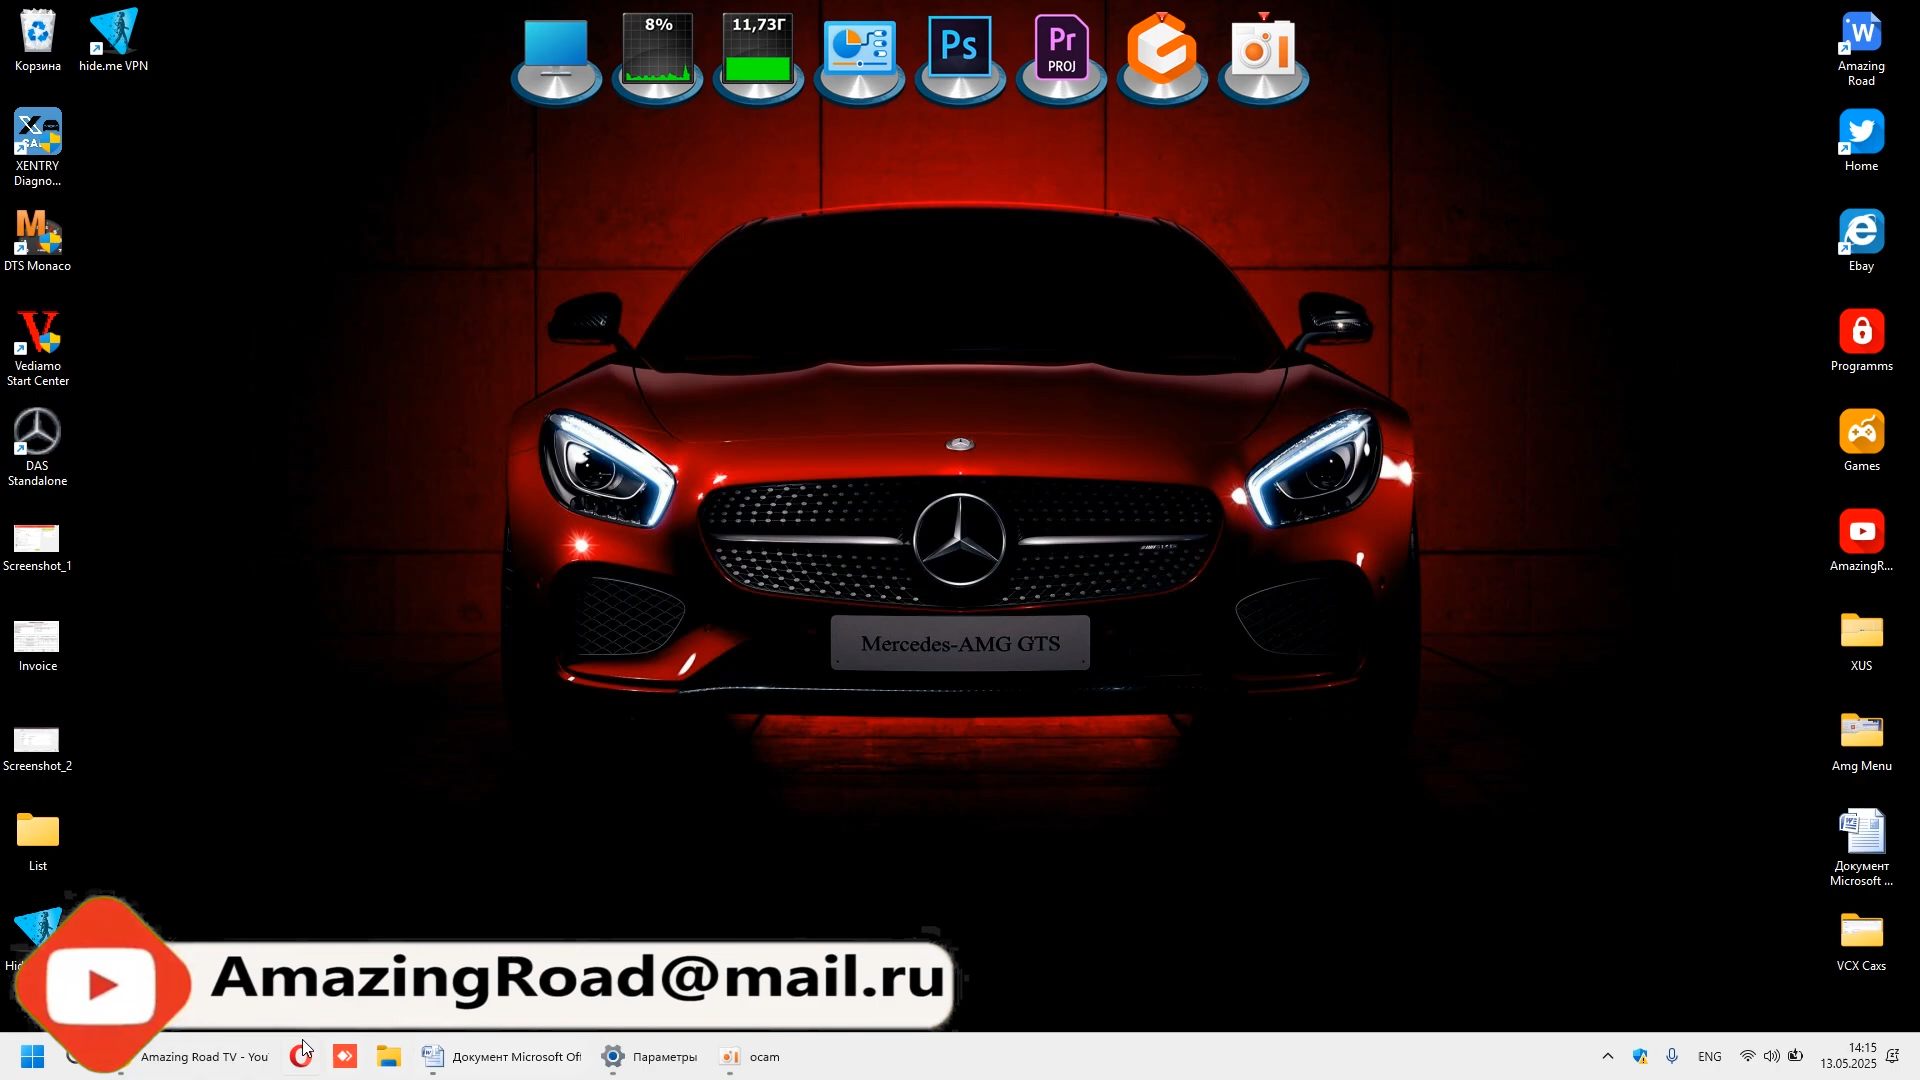 Корзина
hide.me VPN
8%
11,73Г
Ps
Pr
PROJ
W
Amazing
Road
XENTRY
Diagno...
Home
M
DTS Monaco
Ebay
Vediamo
Start Center
Programms
DAS
Standalone
Games
Screenshot_1
AmazingR...
Mercedes-AMG GTS
Invoice
XUS
Screenshot_2
Amg Menu
List
Документ
Microsoft ...
VCX Caxs
AmazingRoad@mail.ru
Amazing Road TV - You
Документ Microsoft Off
Параметры
ocam
ENG
14:15
13.05.2025